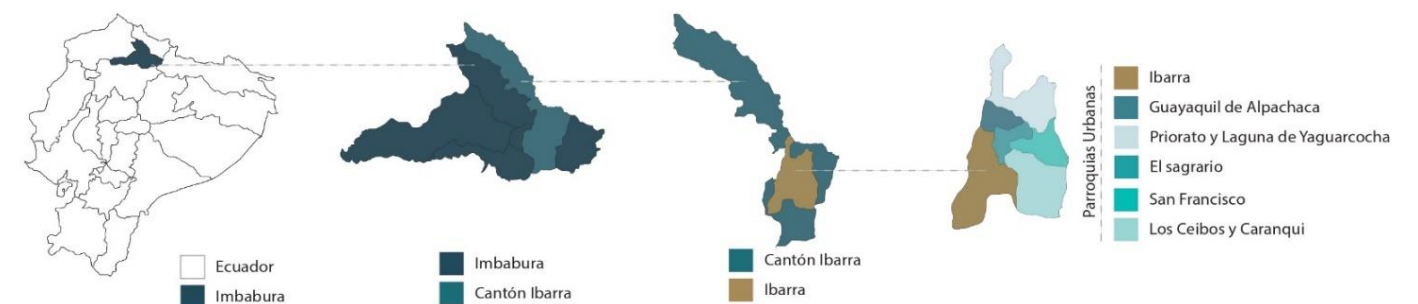 Ecuador
Imbabura
Imbabura
Cantón Ibarra
Cantón Ibarra
Ibarra
Parroquias Urbanas
Ibarra
Guayaquil de Alpachaca
Priorato y Laguna de Yaguarcocha
El sagrario
San Francisco
Los Ceibos y Caranqui